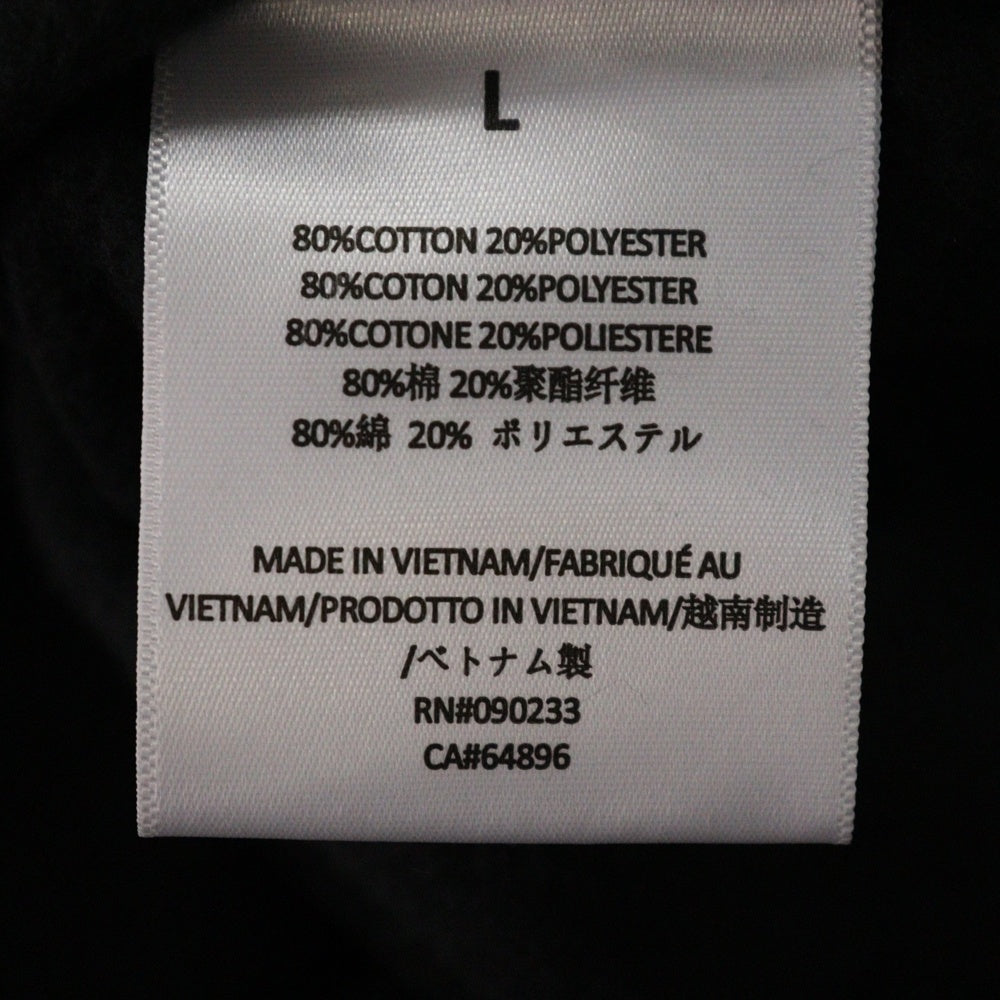 L
80%COTTON 20%POLYESTER
80%COTON 20%POLYESTER
80%COTONE 20%POLIESTERE
80%棉 20%聚酯纤维
80%綿 20% ポリエステル
MADE IN VIETNAM/FABRIQUÉ AU
VIETNAM/PRODOTTO IN VIETNAM/越南制造
/ベトナム製
RN#090233
CA#64896